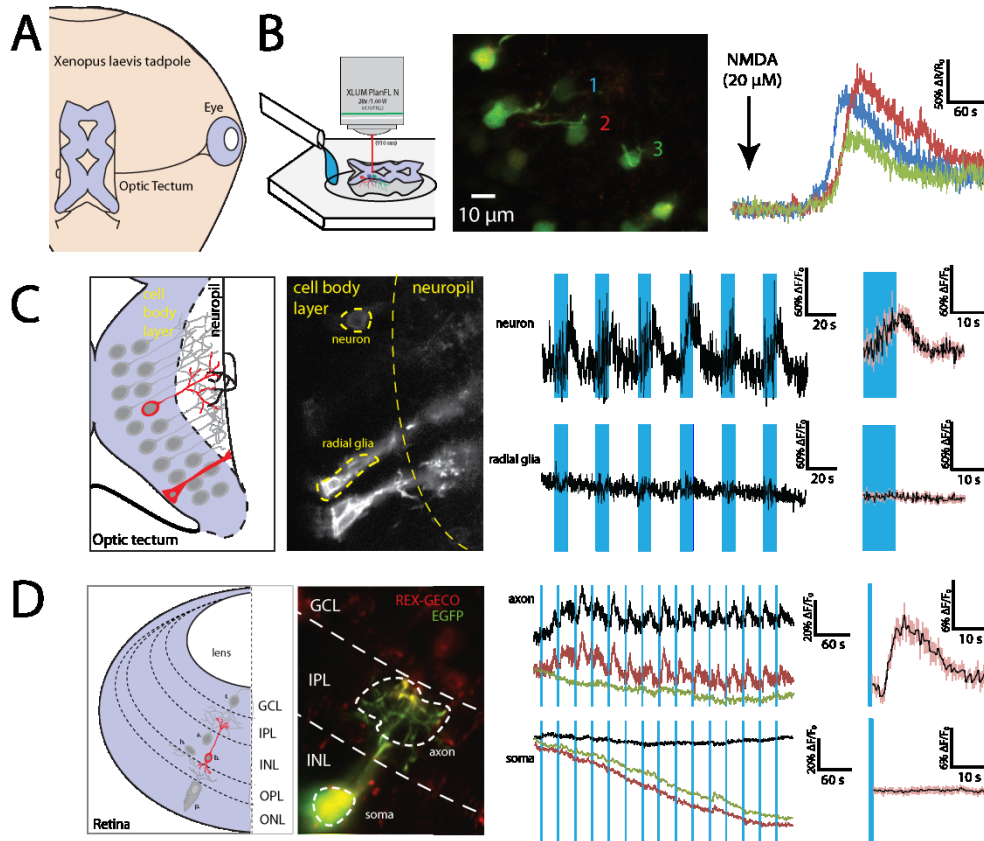 A
Xenopus laevis tadpole
Eye
Optic Tectum
B
XLUM PlanFL N
20x /1.00 W
1
2
3
10 µm
NMDA
(20 µM)
50% ΔR/R₀
60 s
C
cell body
layer
neuropil
Optic tectum
cell body
layer
neuropil
neuron
radial glia
neuron
60% ΔF/F₀
20 s
60% ΔF/F₀
10 s
radial glia
60% ΔF/F₀
20 s
60% ΔF/F₀
10 s
D
lens
GCL
IPL
INL
OPL
ONL
Retina
GCL
REX-GECO
EGFP
IPL
axon
INL
soma
axon
20% ΔF/F₀
60 s
6% ΔF/F₀
10 s
soma
20% ΔF/F₀
60 s
6% ΔF/F₀
10 s